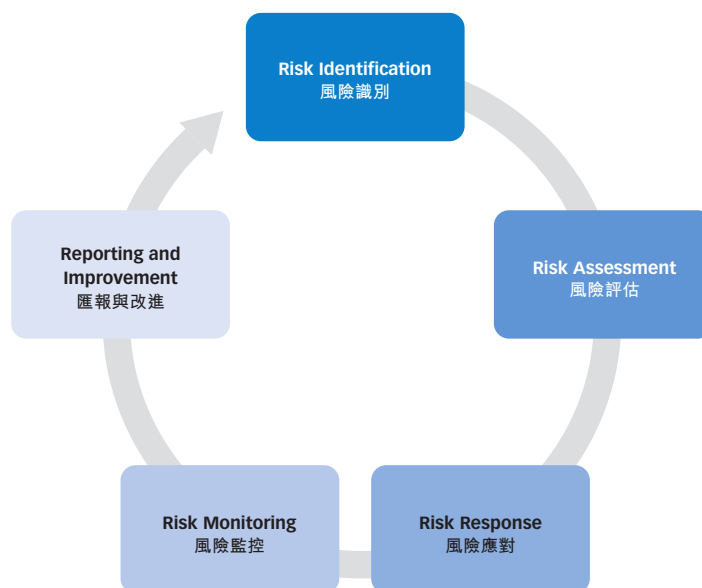 Risk Identification
風險識別
Risk Assessment
風險評估
Risk Response
風險應對
Risk Monitoring
風險監控
Reporting and
Improvement
匯報與改進